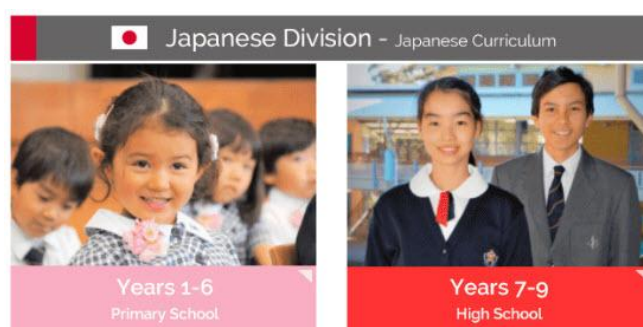 Japanese Division - Japanese Curriculum
Years 1-6
Primary School
Years 7-9
High School